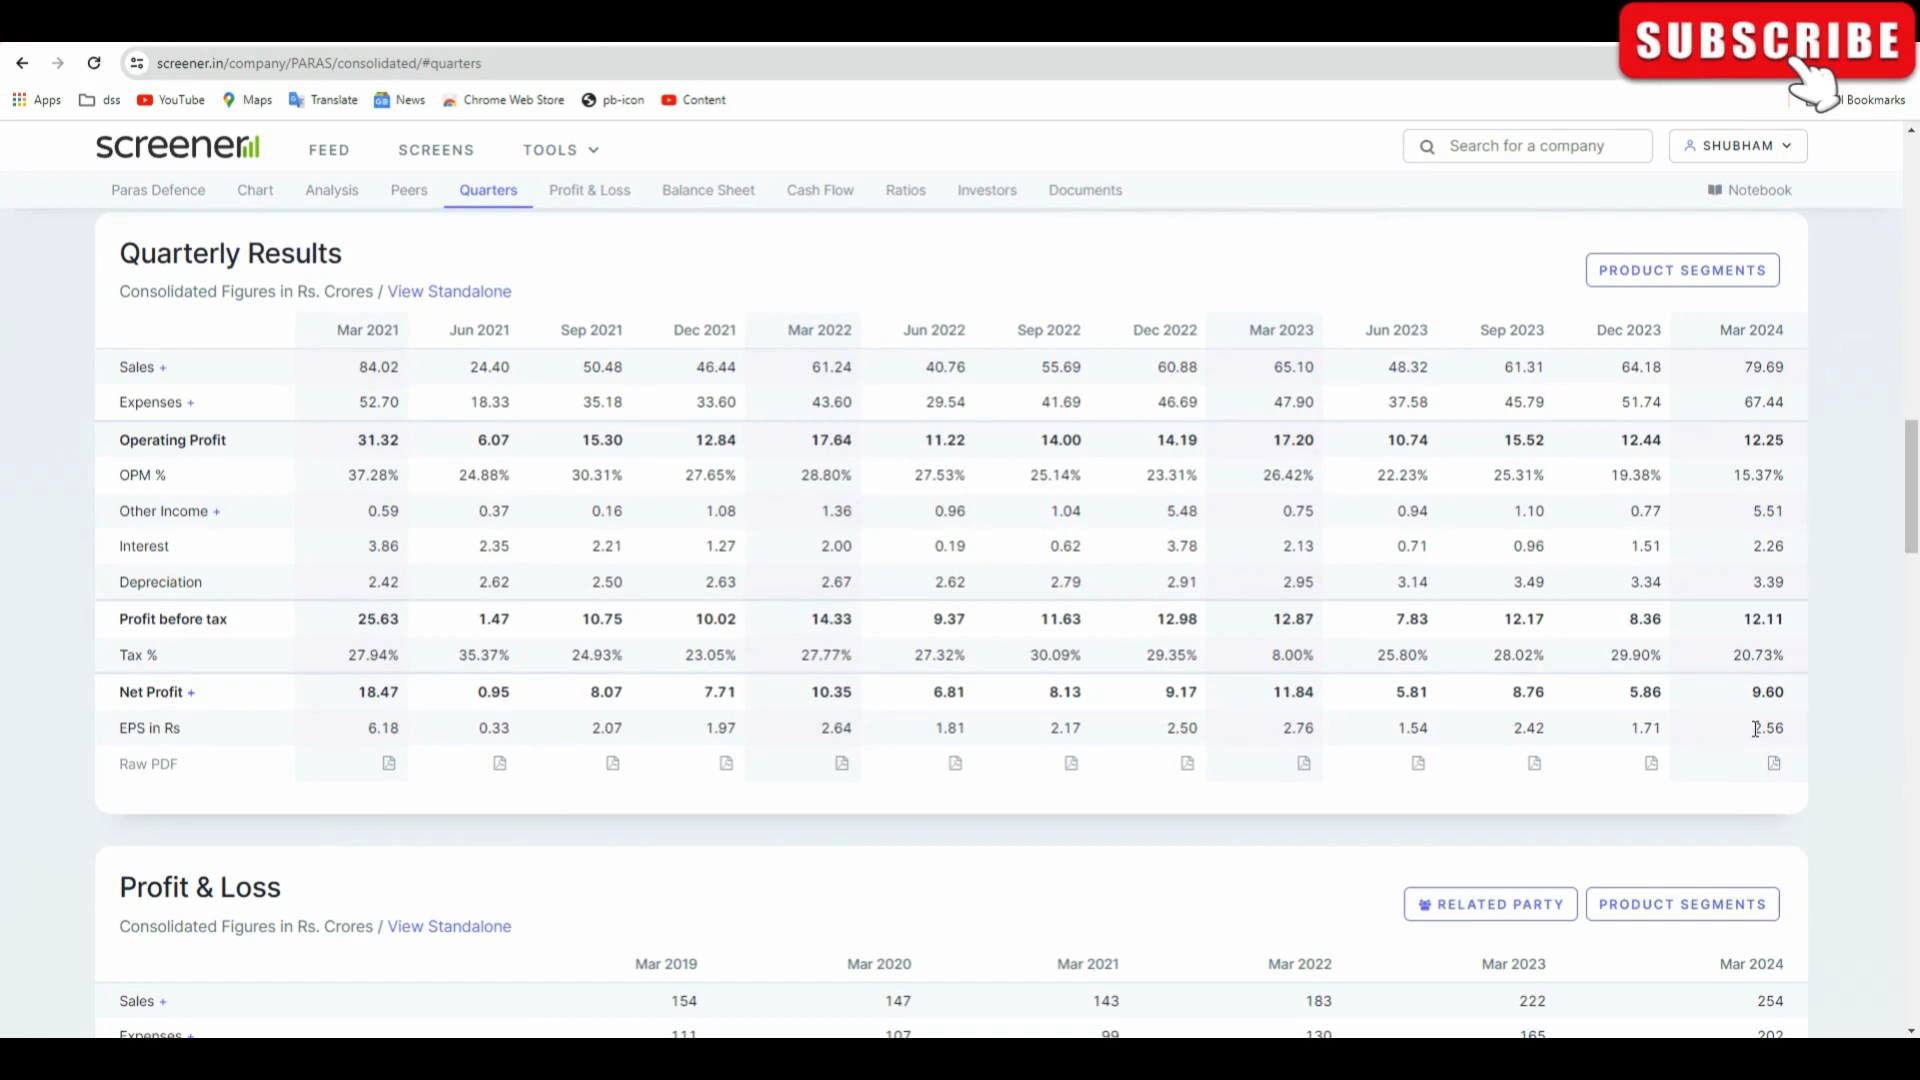 SUBSCRIBE
screener.in/company/PARAS/consolidated/#quarters
Apps dss YouTube Maps Translate News Chrome Web Store pb-icon Content Bookmarks
screener FEED SCREENS TOOLS Search for a company SHUBHAM
Paras Defence Chart Analysis Peers Quarters Profit & Loss Balance Sheet Cash Flow Ratios Investors Documents Notebook
Quarterly Results
PRODUCT SEGMENTS
Consolidated Figures in Rs. Crores / View Standalone
Mar 2021 Jun 2021 Sep 2021 Dec 2021 Mar 2022 Jun 2022 Sep 2022 Dec 2022 Mar 2023 Jun 2023 Sep 2023 Dec 2023 Mar 2024
Sales + 84.02 24.40 50.48 46.44 61.24 40.76 55.69 60.88 65.10 48.32 61.31 64.18 79.69
Expenses + 52.70 18.33 35.18 33.60 43.60 29.54 41.69 46.69 47.90 37.58 45.79 51.74 67.44
Operating Profit 31.32 6.07 15.30 12.84 17.64 11.22 14.00 14.19 17.20 10.74 15.52 12.44 12.25
OPM % 37.28% 24.88% 30.31% 27.65% 28.80% 27.53% 25.14% 23.31% 26.42% 22.23% 25.31% 19.38% 15.37%
Other Income + 0.59 0.37 0.16 1.08 1.36 0.96 1.04 5.48 0.75 0.94 1.10 0.77 5.51
Interest 3.86 2.35 2.21 1.27 2.00 0.19 0.62 3.78 2.13 0.71 0.96 1.51 2.26
Depreciation 2.42 2.62 2.50 2.63 2.67 2.62 2.79 2.91 2.95 3.14 3.49 3.34 3.39
Profit before tax 25.63 1.47 10.75 10.02 14.33 9.37 11.63 12.98 12.87 7.83 12.17 8.36 12.11
Tax % 27.94% 35.37% 24.93% 23.05% 27.77% 27.32% 30.09% 29.35% 8.00% 25.80% 28.02% 29.90% 20.73%
Net Profit + 18.47 0.95 8.07 7.71 10.35 6.81 8.13 9.17 11.84 5.81 8.76 5.86 9.60
EPS in Rs 6.18 0.33 2.07 1.97 2.64 1.81 2.17 2.50 2.76 1.54 2.42 1.71 2.56
Raw PDF
Profit & Loss
RELATED PARTY PRODUCT SEGMENTS
Consolidated Figures in Rs. Crores / View Standalone
Mar 2019 Mar 2020 Mar 2021 Mar 2022 Mar 2023 Mar 2024
Sales + 154 147 143 183 222 254
Expenses + 111 107 99 130 165 202